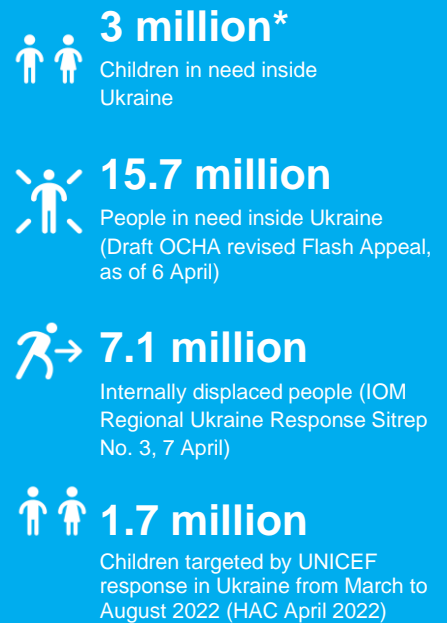 3 million*
Children in need inside
Ukraine
15.7 million
People in need inside Ukraine
(Draft OCHA revised Flash Appeal,
as of 6 April)
7.1 million
Internally displaced people (IOM
Regional Ukraine Response Sitrep
No. 3, 7 April)
1.7 million
Children targeted by UNICEF
response in Ukraine from March to
August 2022 (HAC April 2022)